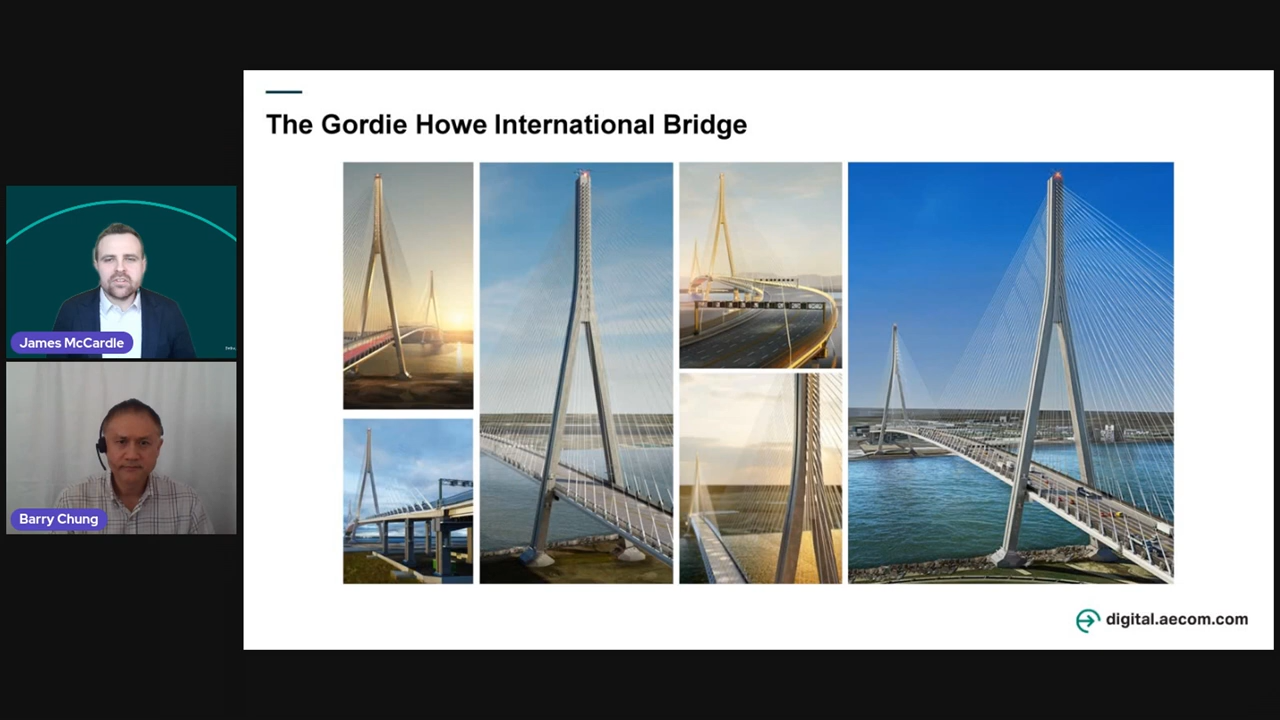 The Gordie Howe International Bridge
James McCardle
Barry Chung
digital.aecom.com